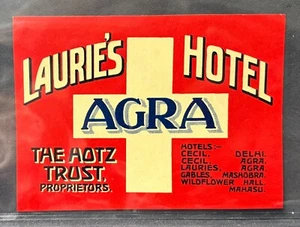 LAURIE'S HOTEL
AGRA
THE HOTZ
TRUST,
PROPRIETORS.
HOTELS:-
CECIL, DELHI.
CECIL, AGRA.
LAURIES, AGRA
GABLES, MASHOBRA.
WILDFLOWER HALL,
MAHASU.